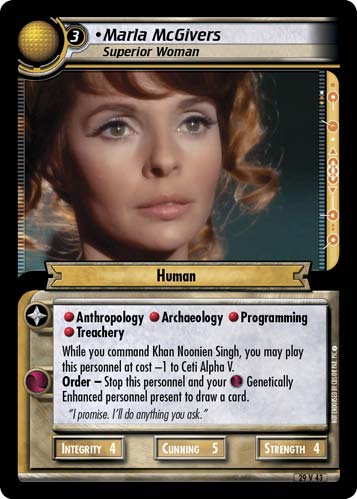 3 •Marla McGivers
Superior Woman
Human
•Anthropology •Archaeology •Programming
•Treachery
While you command Khan Noonien Singh, you may play
this personnel at cost –1 to Ceti Alpha V.
Order – Stop this personnel and your Genetically
Enhanced personnel present to draw a card.
"I promise. I'll do anything you ask."
INTEGRITY 4 CUNNING 5 STRENGTH 4
29 V 43